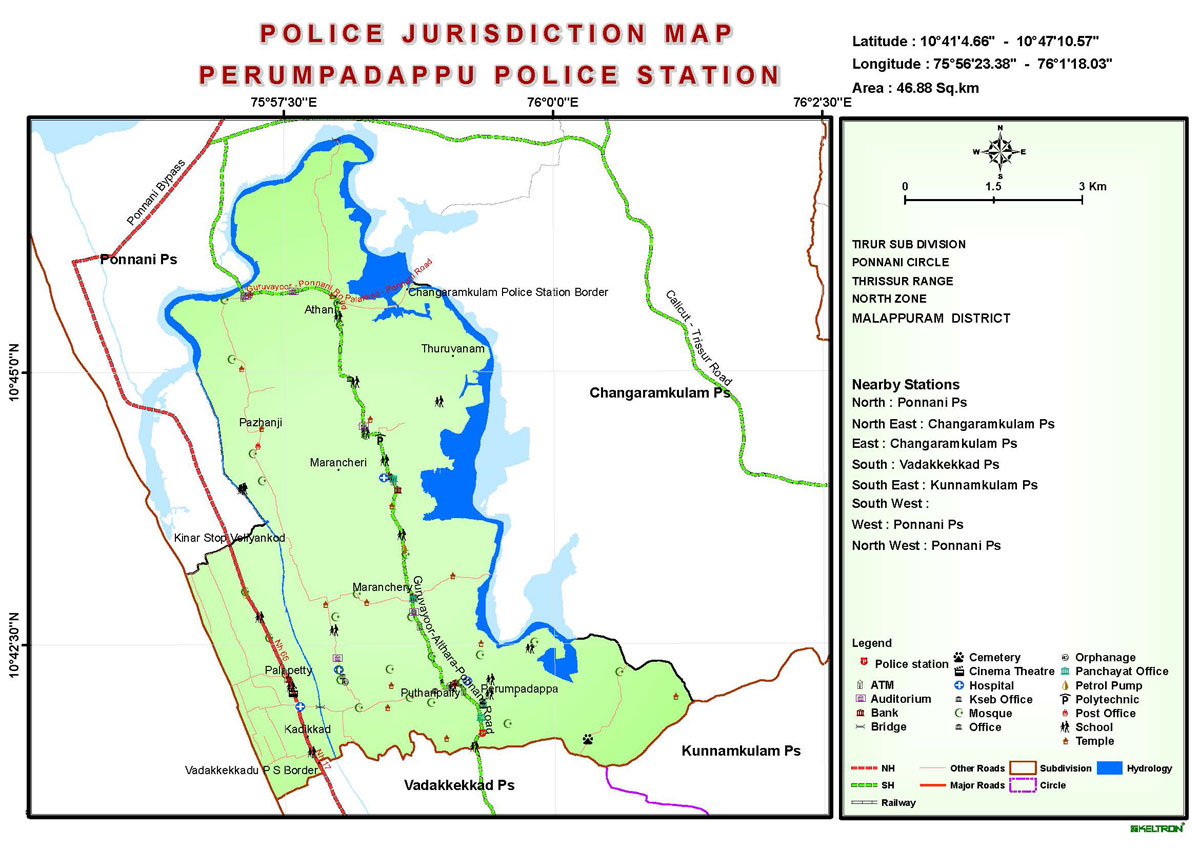 POLICE JURISDICTION MAP
PERUMPADAPPU POLICE STATION
Latitude : 10°41'4.66" - 10°47'10.57"
Longitude : 75°56'23.38" - 76°1'18.03"
Area : 46.88 Sq.km
75°57'30"E
76°0'0"E
76°2'30"E
10°45'0"N
10°42'30"N
Ponnani Bypass
Ponnani Ps
Guruvayoor - Ponnani Road
Changaramkulam Police Station Border
Athani
Thuruvanam
Calicut - Trissur Road
Changaramkulam Ps
Pazhanji
Marancheri
Kinar Stop Veliyankod
Maranchery
Guruvayoor-Althara-Ponnani Road
Nh 66
Palapetty
Puthanpally
Perumpadappa
Kadikkad
NH 17
Vadakkekkadu P S Border
Vadakkekkad Ps
Kunnamkulam Ps
N
W
E
S
0
1.5
3 Km
TIRUR SUB DIVISION
PONNANI CIRCLE
THRISSUR RANGE
NORTH ZONE
MALAPPURAM DISTRICT
Nearby Stations
North : Ponnani Ps
North East : Changaramkulam Ps
East : Changaramkulam Ps
South : Vadakkekkad Ps
South East : Kunnamkulam Ps
South West :
West : Ponnani Ps
North West : Ponnani Ps
Legend
Police station
ATM
Auditorium
Bank
Bridge
Cemetery
Cinema Theatre
Hospital
Kseb Office
Mosque
Office
Orphanage
Panchayat Office
Petrol Pump
Polytechnic
Post Office
School
Temple
NH
SH
Railway
Other Roads
Major Roads
Subdivision
Circle
Hydrology
KELTRON